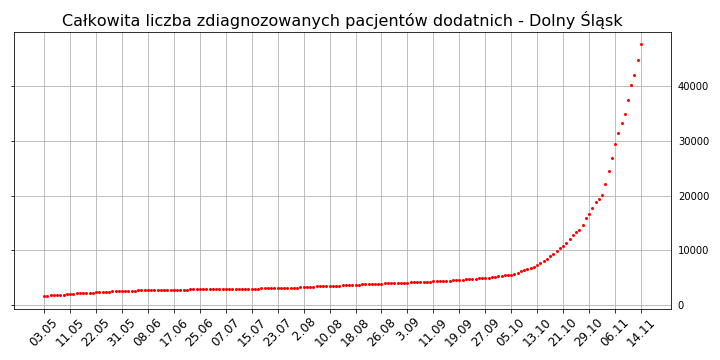 Całkowita liczba zdiagnozowanych pacjentów dodatnich - Dolny Śląsk
40000
30000
20000
10000
0
03.05 11.05 22.05 31.05 08.06 17.06 25.06 07.07 15.07 23.07 2.08 10.08 18.08 26.08 3.09 11.09 19.09 27.09 05.10 13.10 21.10 29.10 06.11 14.11